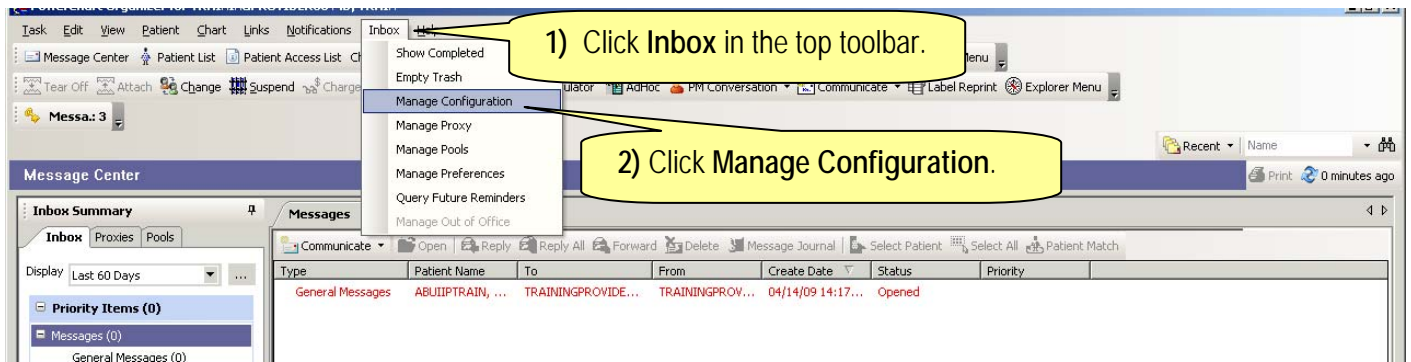 Task Edit View Patient Chart Links Notifications Inbox Help
1) Click Inbox in the top toolbar.
Message Center Patient List Patient Access List
Show Completed
Tear Off Attach Change Suspend Charge
Empty Trash
AdHoc PM Conversation Communicate Label Reprint Explorer Menu
Manage Configuration
Messa.: 3
Manage Proxy
Manage Pools
2) Click Manage Configuration.
Recent Name
Message Center
Manage Preferences
Print 0 minutes ago
Query Future Reminders
Inbox Summary
Messages
Manage Out of Office
Inbox Proxies Pools
Communicate Open Reply Reply All Forward Delete Message Journal Select Patient Select All Patient Match
Display Last 60 Days ...
Type Patient Name To From Create Date Status Priority
General Messages ABUIIPTRAIN, ... TRAININGPROVIDE... TRAININGPROV... 04/14/09 14:17... Opened
Priority Items (0)
Messages (0)
General Messages (0)